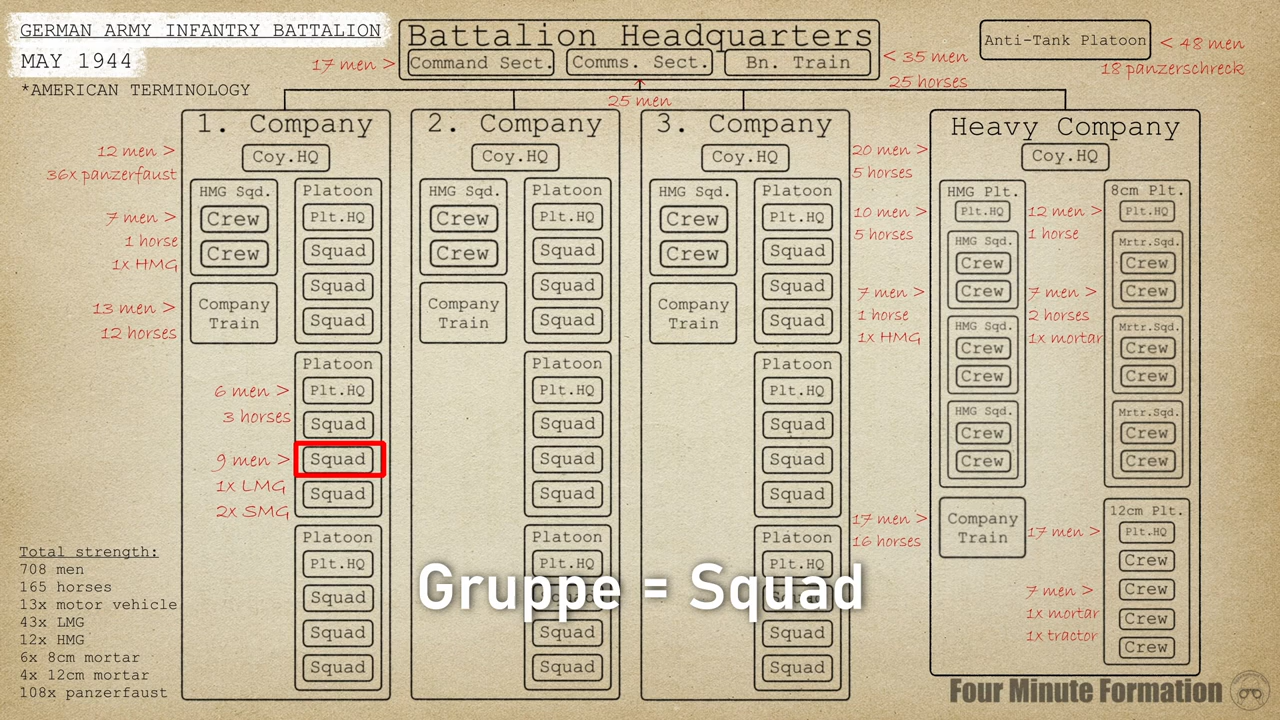 GERMAN ARMY INFANTRY BATTALION
MAY 1944
*AMERICAN TERMINOLOGY
Battalion Headquarters
17 men >
Command Sect.
Comms. Sect.
Bn. Train
< 35 men
25 horses
25 men
Anti-Tank Platoon
< 48 men
18 panzerschreck
1. Company
Coy.HQ
12 men >
36x panzerfaust
HMG Sqd.
Crew
Crew
7 men >
1 horse
1x HMG
Company
Train
13 men >
12 horses
Platoon
Plt.HQ
Squad
Squad
Squad
Platoon
Plt.HQ
Squad
Squad
Squad
6 men >
3 horses
9 men >
1x LMG
2x SMG
Platoon
Plt.HQ
Squad
Squad
Squad
2. Company
Coy.HQ
HMG Sqd.
Crew
Crew
Company
Train
Platoon
Plt.HQ
Squad
Squad
Squad
Platoon
Plt.HQ
Squad
Squad
Squad
Platoon
Plt.HQ
Squad
Squad
Squad
3. Company
Coy.HQ
HMG Sqd.
Crew
Crew
Company
Train
Platoon
Plt.HQ
Squad
Squad
Squad
Platoon
Plt.HQ
Squad
Squad
Squad
Platoon
Plt.HQ
Squad
Squad
Squad
Heavy Company
Coy.HQ
20 men >
5 horses
HMG Plt.
Plt.HQ
10 men >
5 horses
HMG Sqd.
Crew
Crew
7 men >
1 horse
1x HMG
HMG Sqd.
Crew
Crew
HMG Sqd.
Crew
Crew
Company
Train
17 men >
16 horses
8cm Plt.
Plt.HQ
12 men >
1 horse
Mrtr.Sqd.
Crew
Crew
7 men >
2 horses
1x mortar
Mrtr.Sqd.
Crew
Crew
Mrtr.Sqd.
Crew
Crew
12cm Plt.
Plt.HQ
17 men >
Crew
Crew
Crew
Crew
7 men >
1x mortar
1x tractor
Total strength:
708 men
165 horses
13x motor vehicle
43x LMG
12x HMG
6x 8cm mortar
4x 12cm mortar
108x panzerfaust
Gruppe = Squad
Four Minute Formation